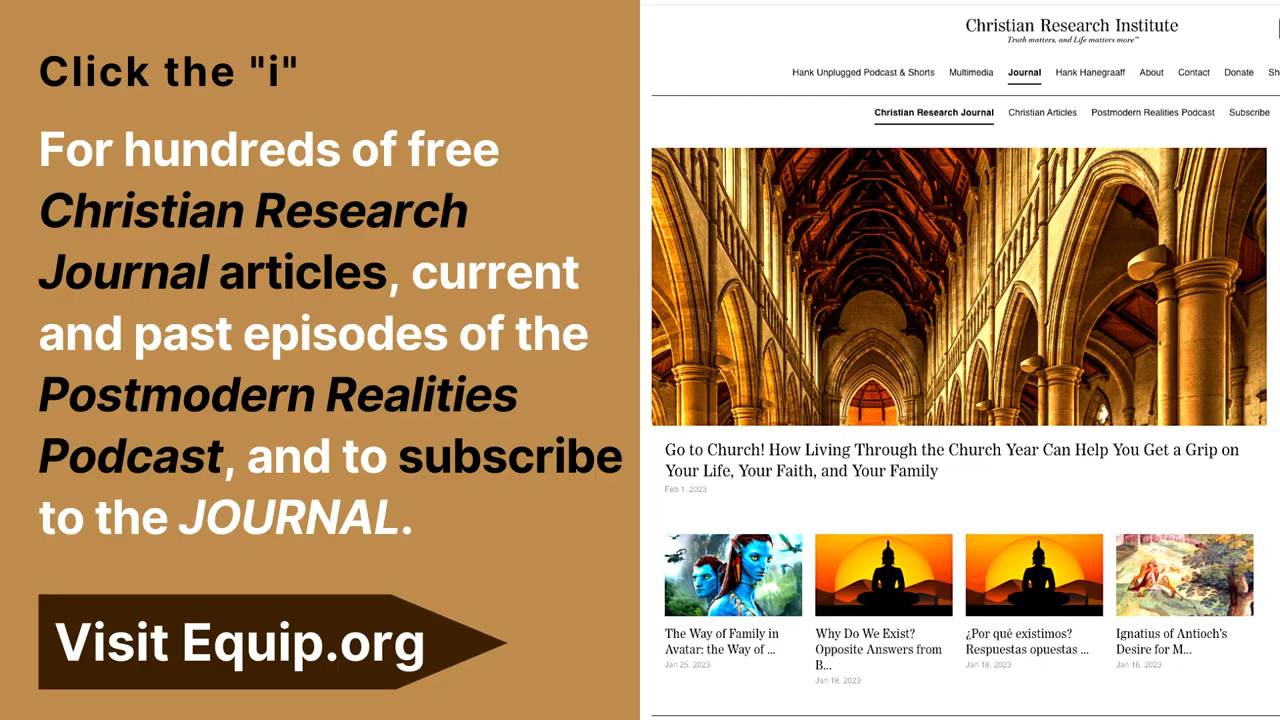 Click the "i"
For hundreds of free
Christian Research
Journal articles, current
and past episodes of the
Postmodern Realities
Podcast, and to subscribe
to the JOURNAL.
Visit Equip.org
Christian Research Institute
Truth matters, and Life matters more™
Hank Unplugged Podcast & Shorts Multimedia Journal Hank Hanegraaff About Contact Donate Sh
Christian Research Journal Christian Articles Postmodern Realities Podcast Subscribe
Go to Church! How Living Through the Church Year Can Help You Get a Grip on
Your Life, Your Faith, and Your Family
Feb 1, 2023
The Way of Family in
Avatar: the Way of ...
Jan 25, 2023
Why Do We Exist?
Opposite Answers from
B...
Jan 18, 2023
¿Por qué existimos?
Respuestas opuestas ...
Jan 18, 2023
Ignatius of Antioch's
Desire for M...
Jan 16, 2023